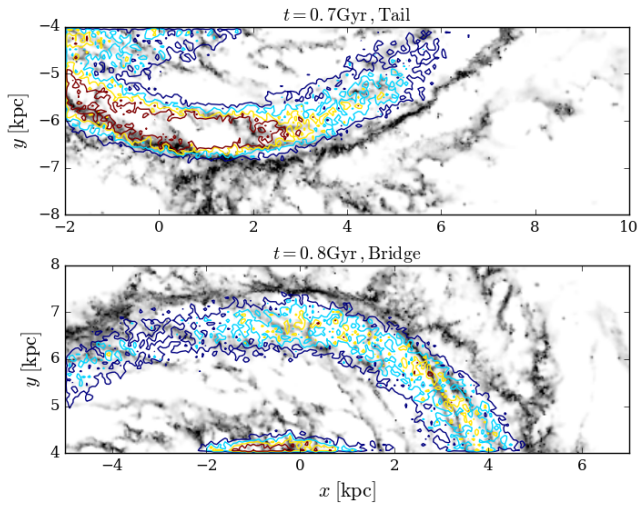 t = 0.7Gyr , Tail
−4
−5
−6
−7
−8
y [kpc]
−2 0 2 4 6 8 10
t = 0.8Gyr , Bridge
8
7
6
5
4
y [kpc]
−4 −2 0 2 4 6
x [kpc]